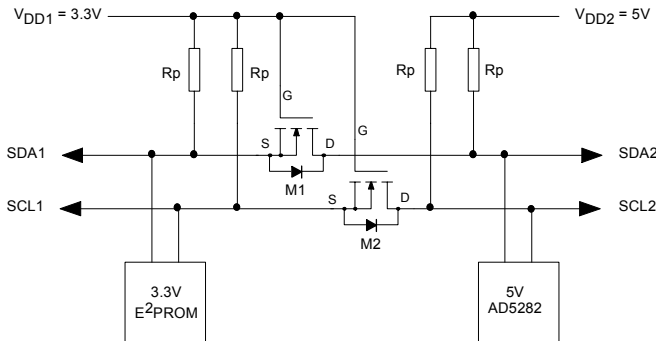 VDD1 = 3.3V
VDD2 = 5V
Rp
Rp
Rp
Rp
G
G
SDA1
S
D
SDA2
M1
SCL1
S
D
SCL2
M2
3.3V
E²PROM
5V
AD5282